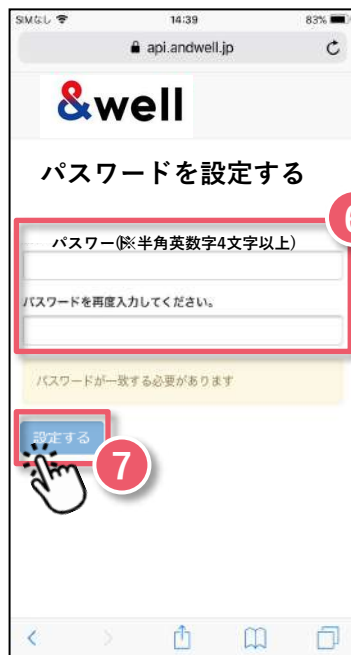 SIMなし 14:39 83%
api.andwell.jp
&well
パスワードを設定する
6
パスワード(※半角英数字4文字以上)
パスワードを再度入力してください。
パスワードが一致する必要があります
設定する
7